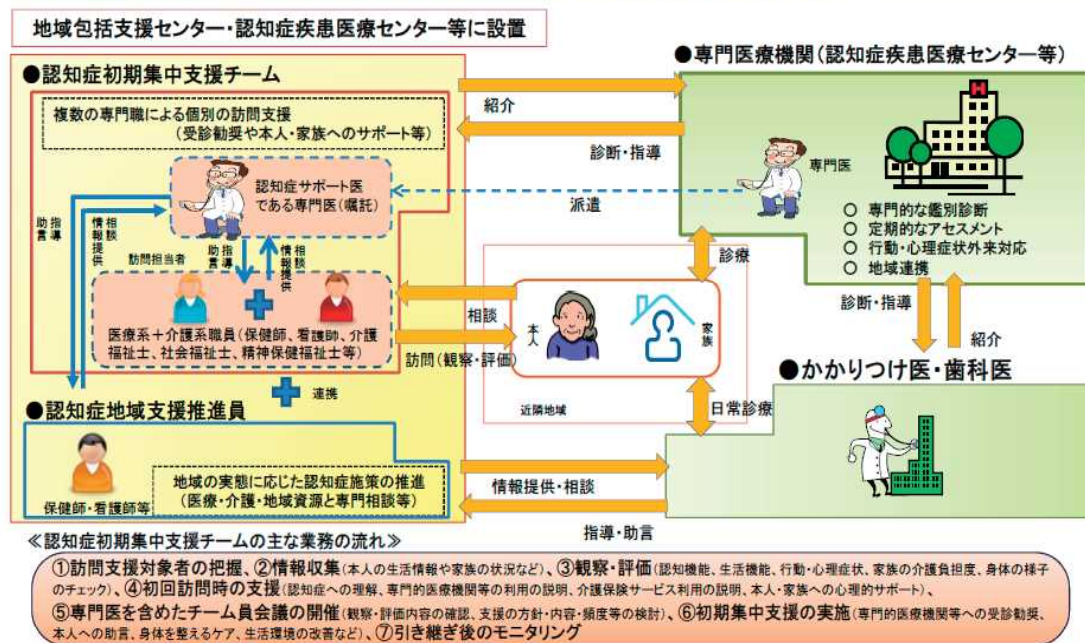 地域包括支援センター・認知症疾患医療センター等に設置
●認知症初期集中支援チーム
複数の専門職による個別の訪問支援
(受診勧奨や本人・家族へのサポート等)
認知症サポート医
である専門医(嘱託)
指導
助言
相談
情報提供
訪問担当者
指導
助言
相談
情報提供
医療系+介護系職員(保健師、看護師、介護
福祉士、社会福祉士、精神保健福祉士等)
連携
●認知症地域支援推進員
保健師・看護師等
地域の実態に応じた認知症施策の推進
(医療・介護・地域資源と専門相談等)
紹介
診断・指導
派遣
診療
相談
訪問(観察・評価)
本人
家族
近隣地域
日常診療
情報提供・相談
指導・助言
●専門医療機関(認知症疾患医療センター等)
H
専門医
○ 専門的な鑑別診断
○ 定期的なアセスメント
○ 行動・心理症状外来対応
○ 地域連携
診断・指導
紹介
●かかりつけ医・歯科医
≪認知症初期集中支援チームの主な業務の流れ≫
①訪問支援対象者の把握、②情報収集(本人の生活情報や家族の状況など)、③観察・評価(認知機能、生活機能、行動・心理症状、家族の介護負担度、身体の様子
のチェック)、④初回訪問時の支援(認知症への理解、専門的医療機関等の利用の説明、介護保険サービス利用の説明、本人・家族への心理的サポート)、
⑤専門医を含めたチーム員会議の開催(観察・評価内容の確認、支援の方針・内容・頻度等の検討)、⑥初期集中支援の実施(専門的医療機関等への受診勧奨、
本人への助言、身体を整えるケア、生活環境の改善など)、⑦引き継ぎ後のモニタリング